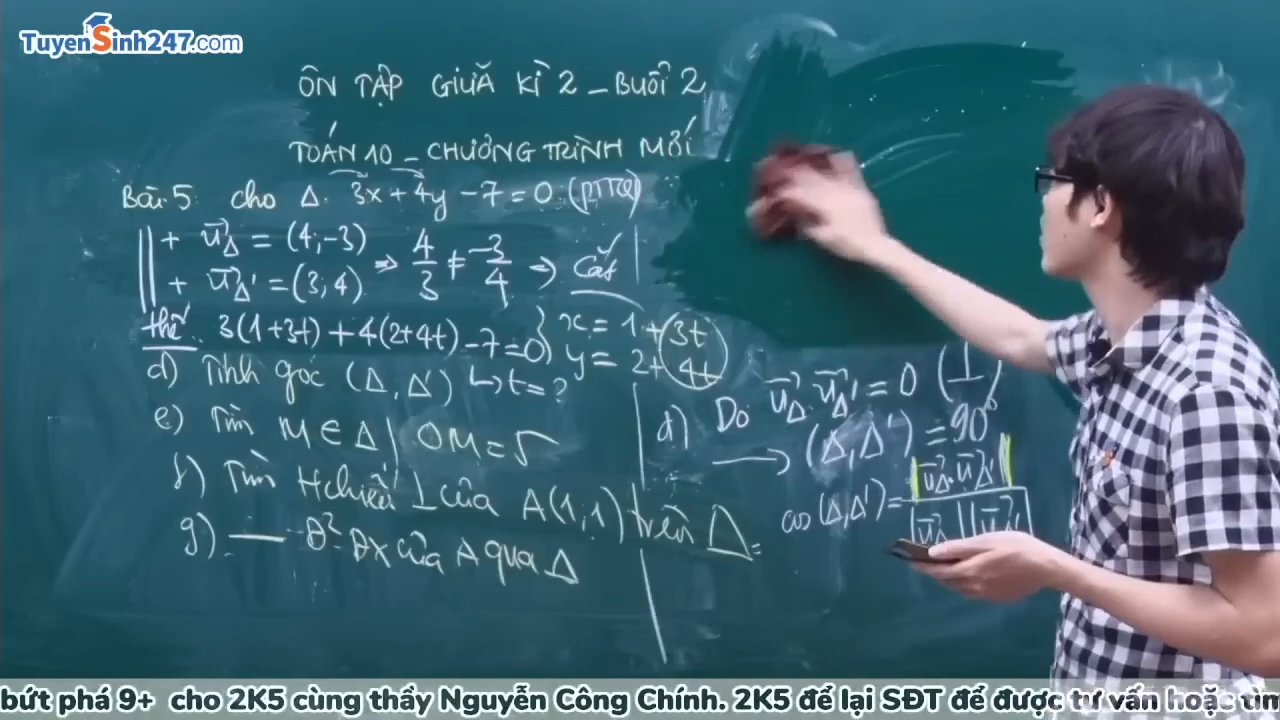 TuyenSinh247.com
ÔN TẬP GIỮA KÌ 2 – BUỔI 2
TOÁN 10 – CHƯƠNG TRÌNH MỚI
Bài 5: cho Δ: 3x + 4y – 7 = 0 (PTTQ)
+ u⃗Δ = (4;-3)
+ u⃗Δ' = (3;4)
⇒ 4/3 ≠ -3/4 → cắt
thế: 3(1+3t) + 4(2+4t) – 7 = 0
↳ t = ?
x = 1 + 3t
y = 2 + 4t
d) Tính góc (Δ, Δ')
e) Tìm M ∈ Δ | OM = 5
f) Tìm H chiếu ⊥ của A(1;1) trên Δ
g) — đ² đx của A qua Δ
d) Do u⃗Δ . u⃗Δ' = 0 (⊥)
→ (Δ, Δ') = 90°
cos(Δ, Δ') = |u⃗Δ . u⃗Δ'| / |u⃗Δ| |u⃗Δ'|
bứt phá 9+ cho 2K5 cùng thầy Nguyễn Công Chính. 2K5 để lại SĐT để được tư vấn hoặc